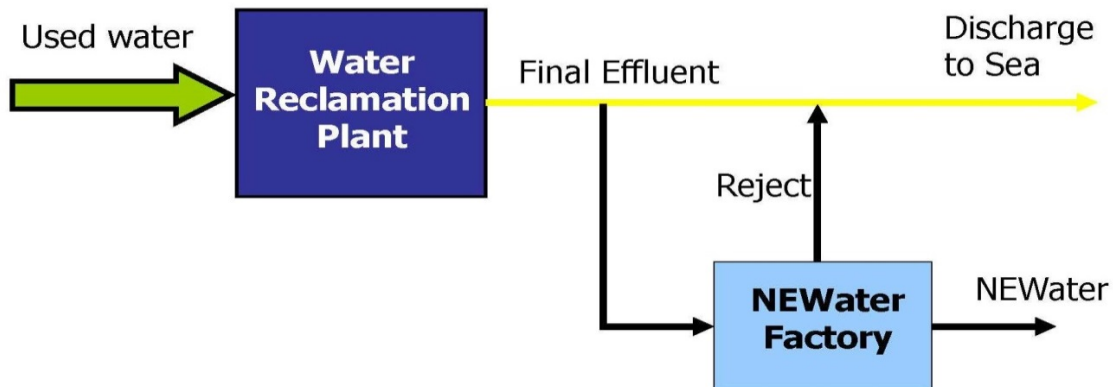 Used water
Water
Reclamation
Plant
Final Effluent
Discharge
to Sea
Reject
NEWater
Factory
NEWater